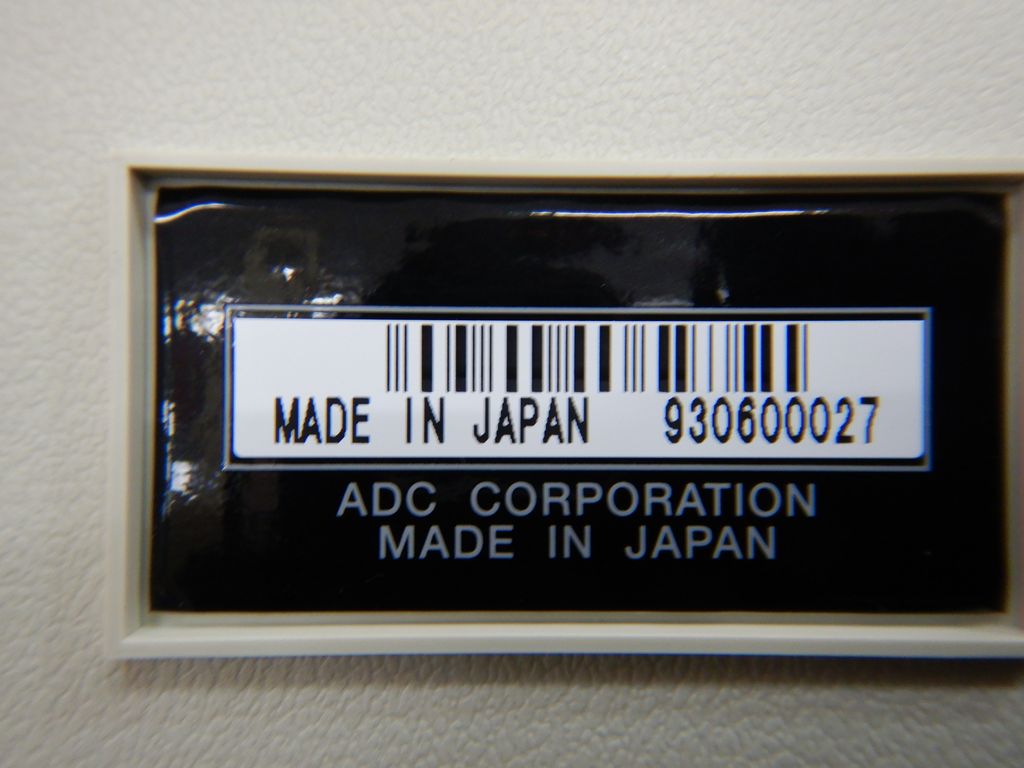 MADE IN JAPAN 930600027
ADC CORPORATION
MADE IN JAPAN